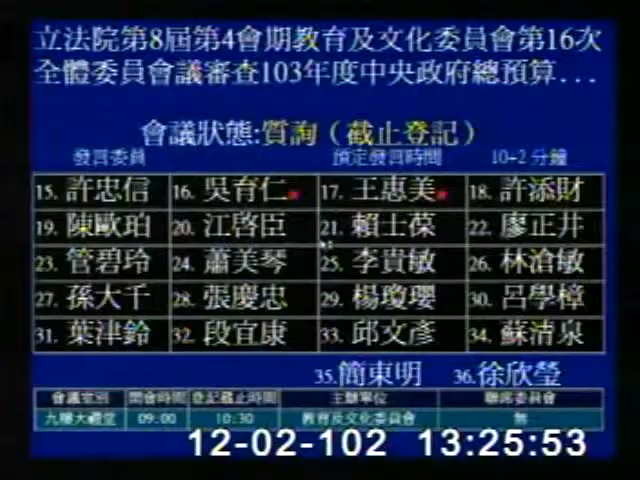 立法院第8屆第4會期教育及文化委員會第16次
全體委員會議審查103年度中央政府總預算...
會議狀態:質詢（截止登記）
發言委員 預定發言時間 10+2 分鐘
15. 許忠信 16. 吳育仁 17. 王惠美 18. 許添財
19. 陳歐珀 20. 江啓臣 21. 賴士葆 22. 廖正井
23. 管碧玲 24. 蕭美琴 25. 李貴敏 26. 林滄敏
27. 孫大千 28. 張慶忠 29. 楊瓊瓔 30. 呂學樟
31. 葉津鈴 32. 段宜康 33. 邱文彥 34. 蘇清泉
35.簡東明 36.徐欣瑩
會議室別 開會時間 登記截止時間 主辦單位 聯席委員會
九樓大禮堂 09:00 10:30 教育及文化委員會 無
12-02-102 13:25:53